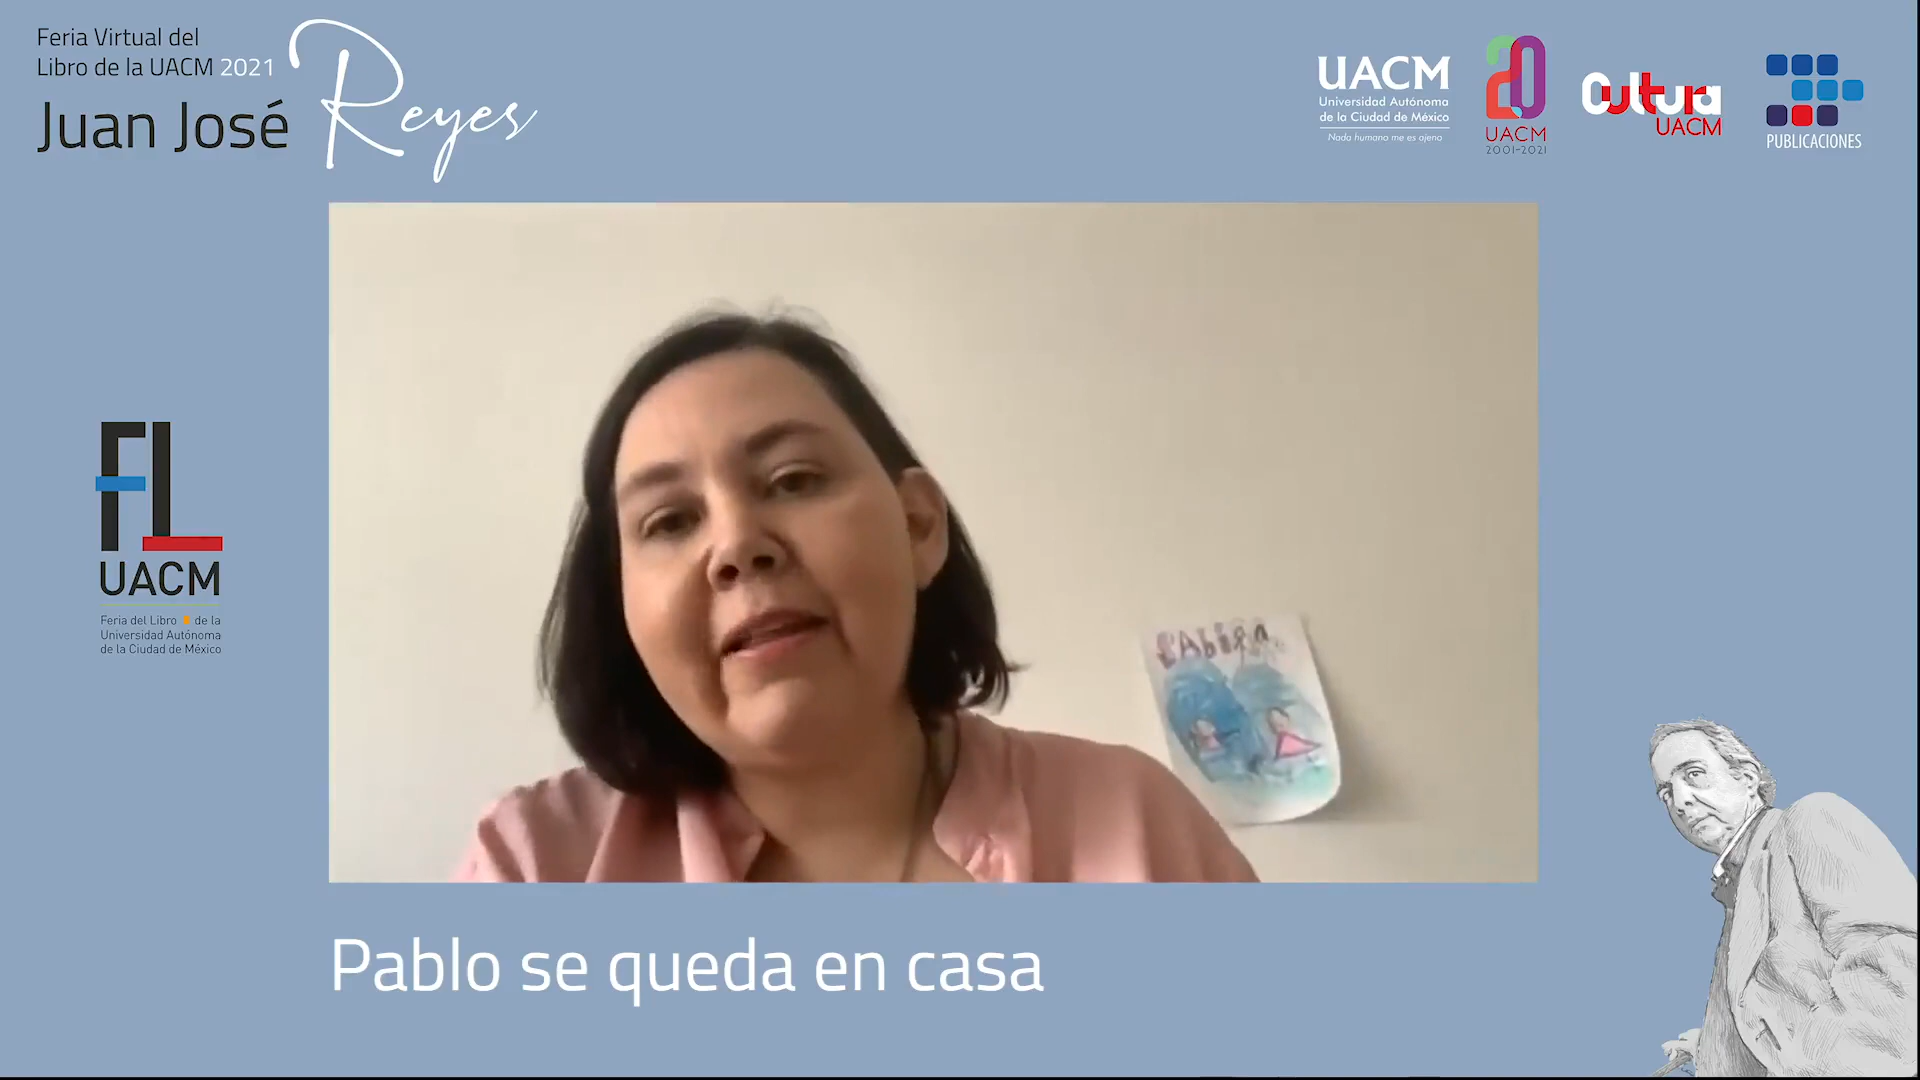 Feria Virtual del
Libro de la UACM 2021
Juan José Reyes
UACM
Universidad Autónoma
de la Ciudad de México
Nada humano me es ajeno
20
UACM
2001-2021
Cultura
UACM
PUBLICACIONES
FL
UACM
Feria del Libro de la
Universidad Autónoma
de la Ciudad de México
Pablo se queda en casa